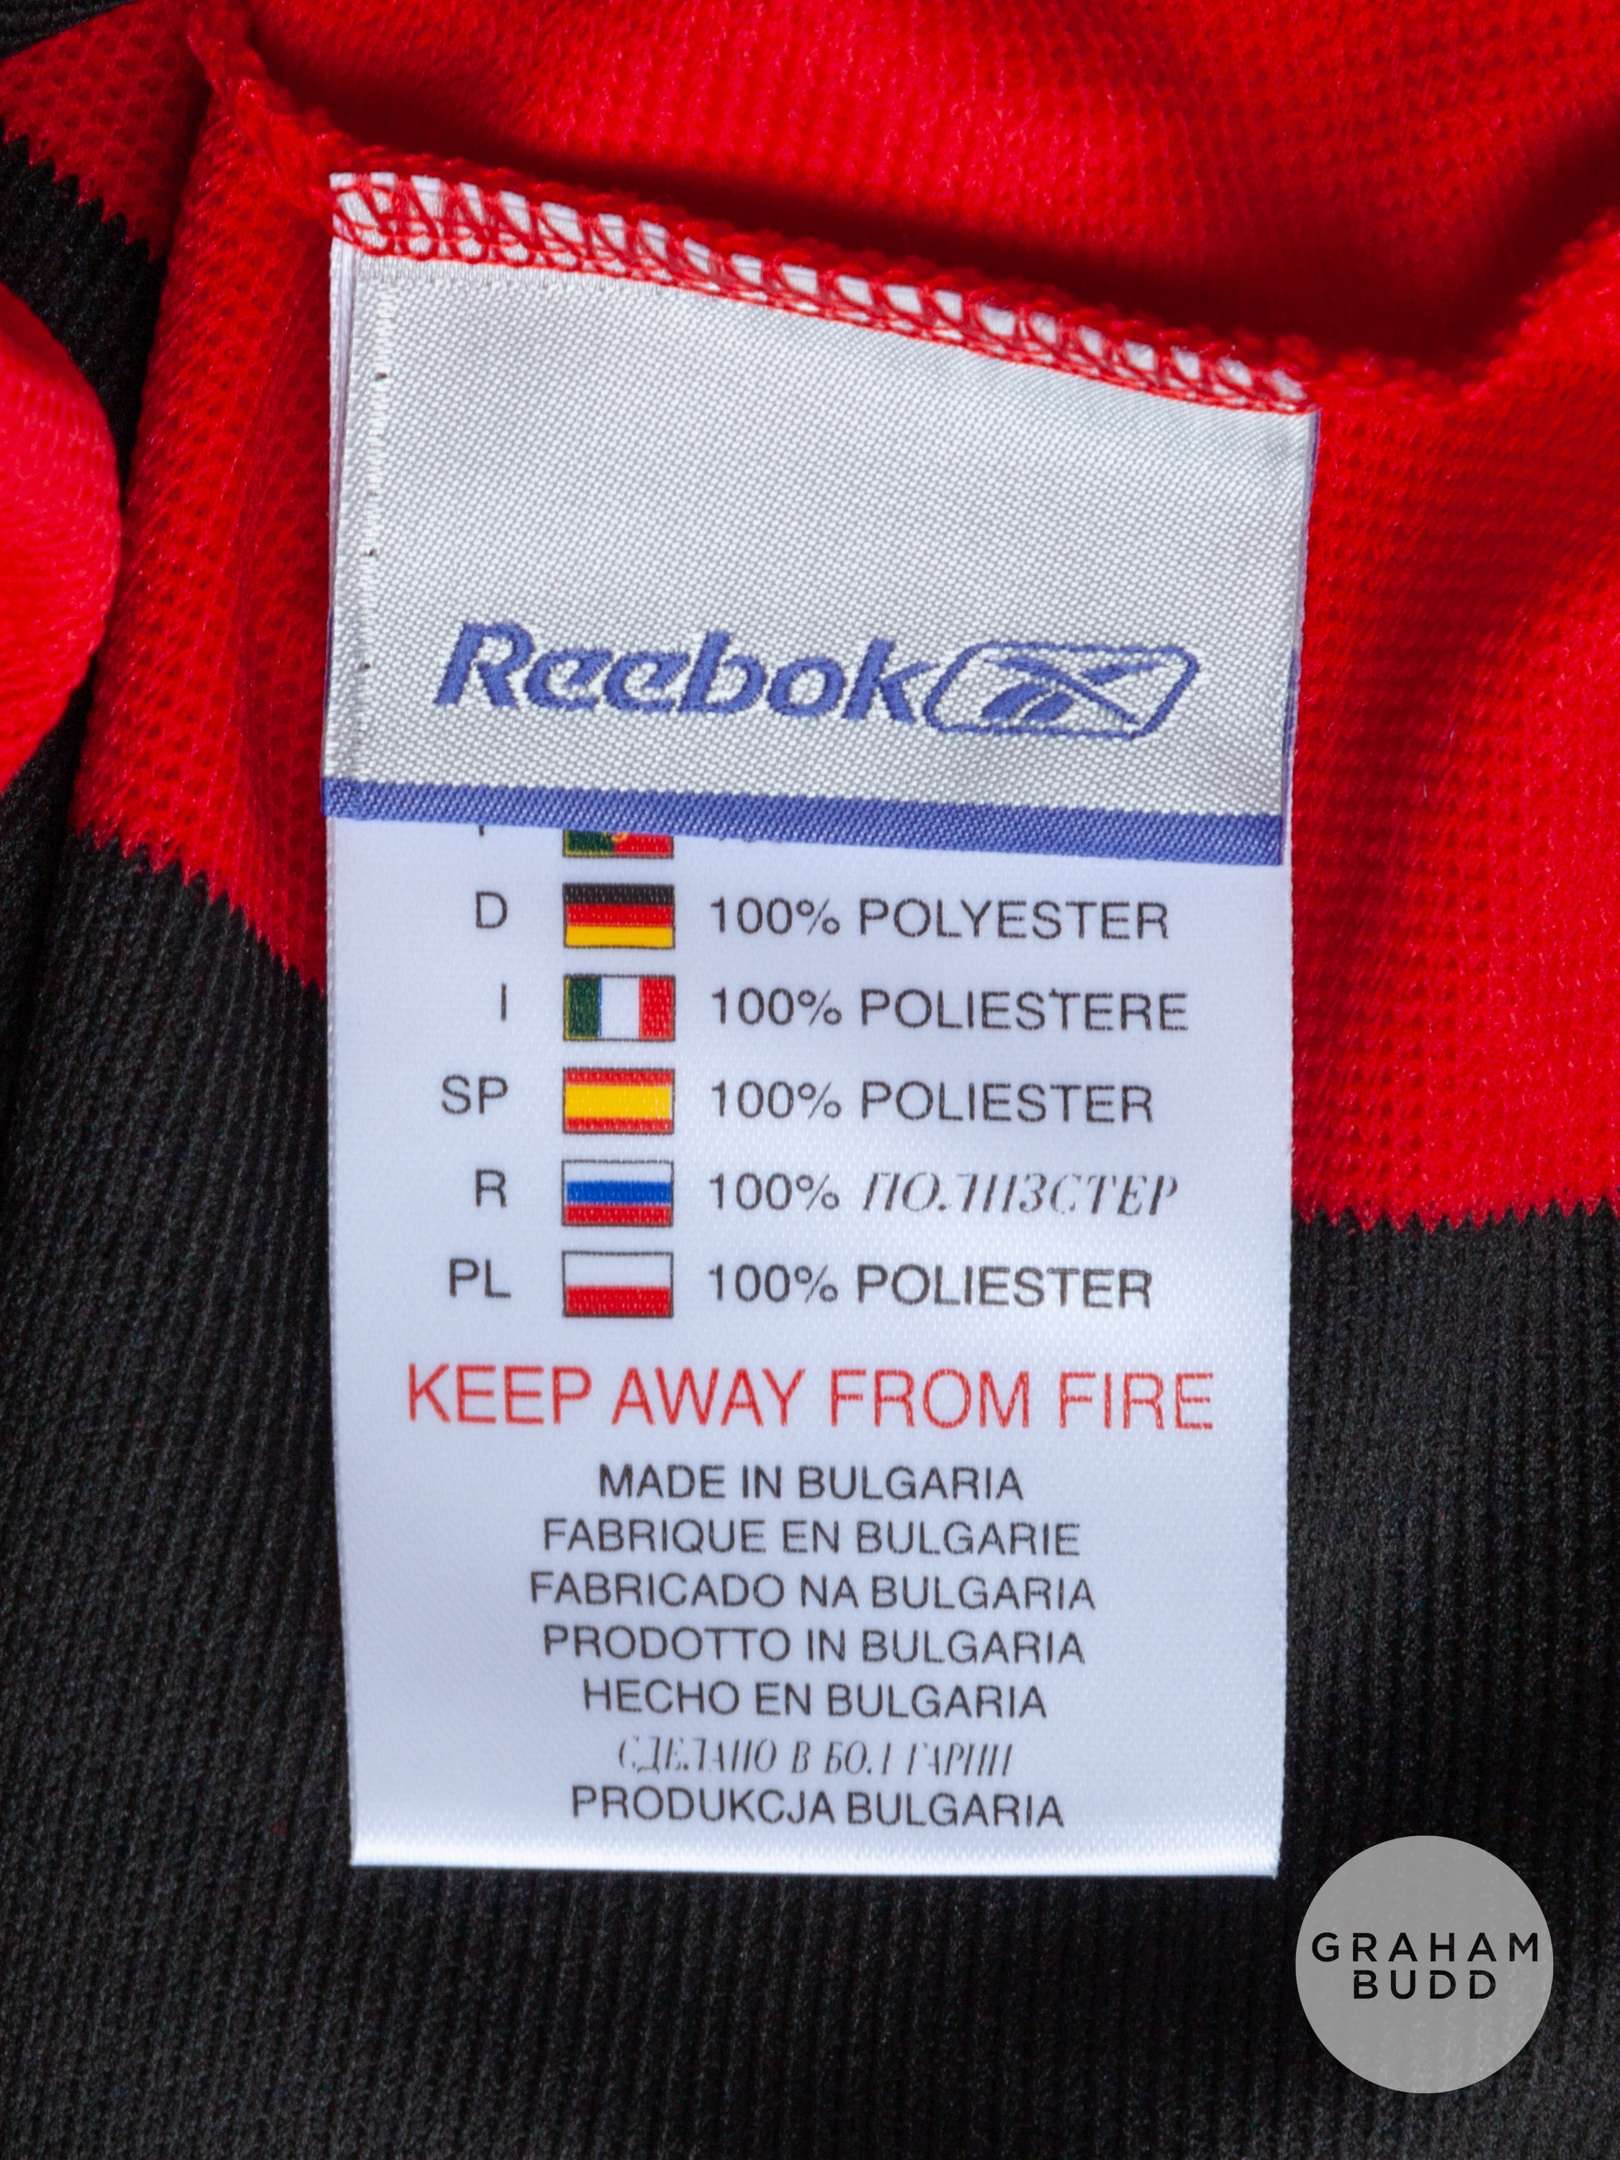 Reebok
D 100% POLYESTER
I 100% POLIESTERE
SP 100% POLIESTER
R 100% ПОЛИЗСТЕР
PL 100% POLIESTER
KEEP AWAY FROM FIRE
MADE IN BULGARIA
FABRIQUE EN BULGARIE
FABRICADO NA BULGARIA
PRODOTTO IN BULGARIA
HECHO EN BULGARIA
СДЕЛАНО В БОЛГАРИИ
PRODUKCJA BULGARIA
GRAHAM
BUDD